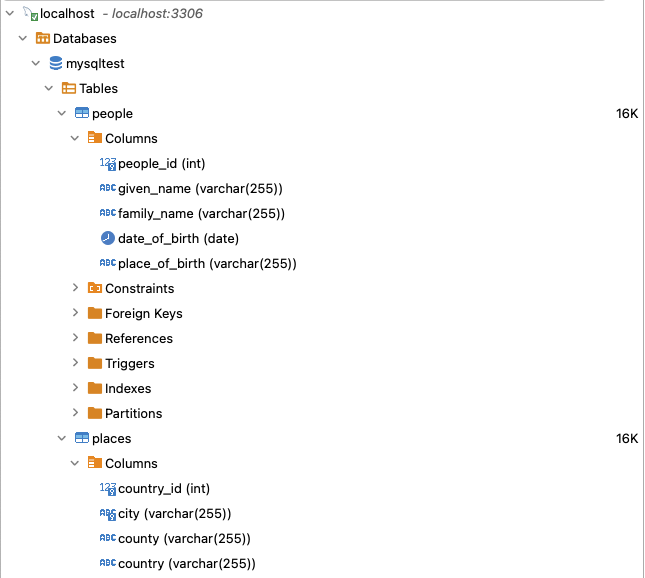 localhost - localhost:3306
Databases
mysqltest
Tables
people 16K
Columns
123 people_id (int)
ABC given_name (varchar(255))
ABC family_name (varchar(255))
date_of_birth (date)
ABC place_of_birth (varchar(255))
Constraints
Foreign Keys
References
Triggers
Indexes
Partitions
places 16K
Columns
123 country_id (int)
ABC city (varchar(255))
ABC county (varchar(255))
ABC country (varchar(255))